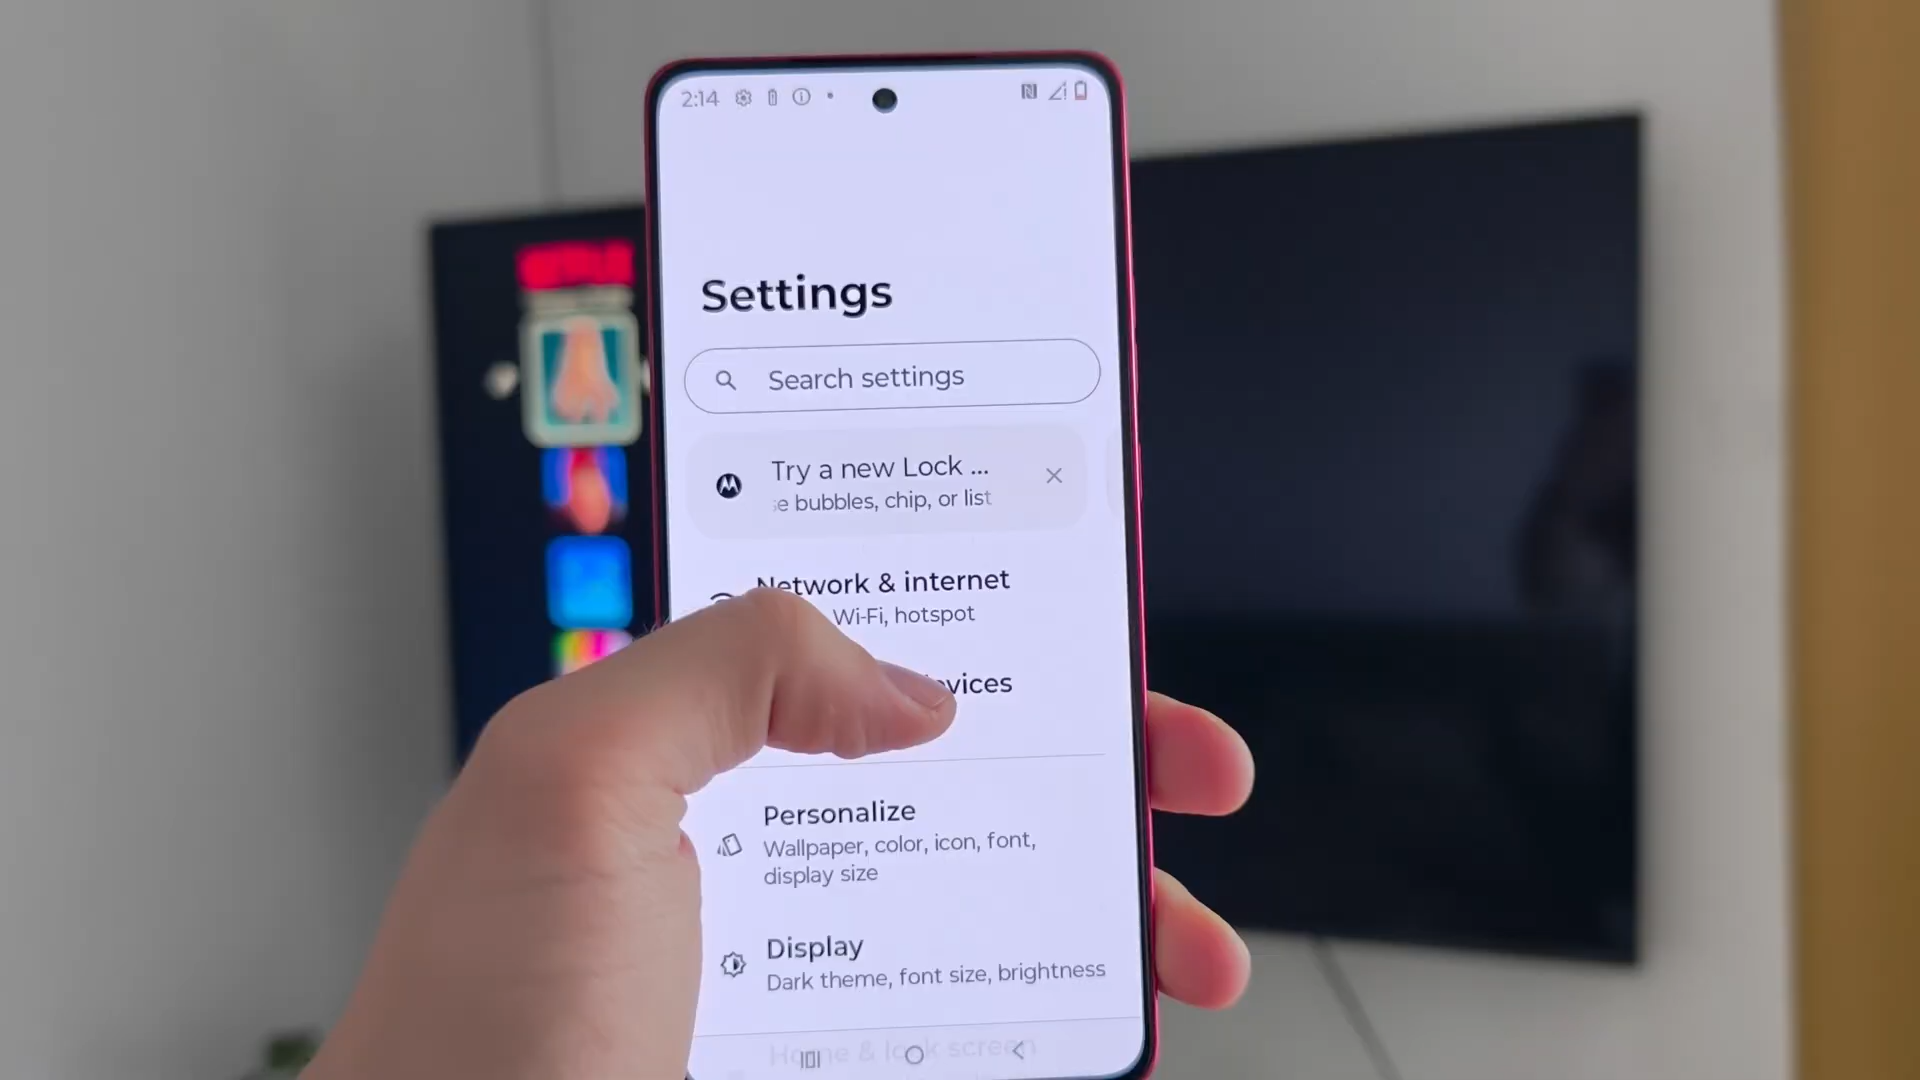 2:14
Settings
Search settings
Try a new Lock ...
e bubbles, chip, or list
Network & internet
Wi-Fi, hotspot
vices
Personalize
Wallpaper, color, icon, font,
display size
Display
Dark theme, font size, brightness
Home & lock screen